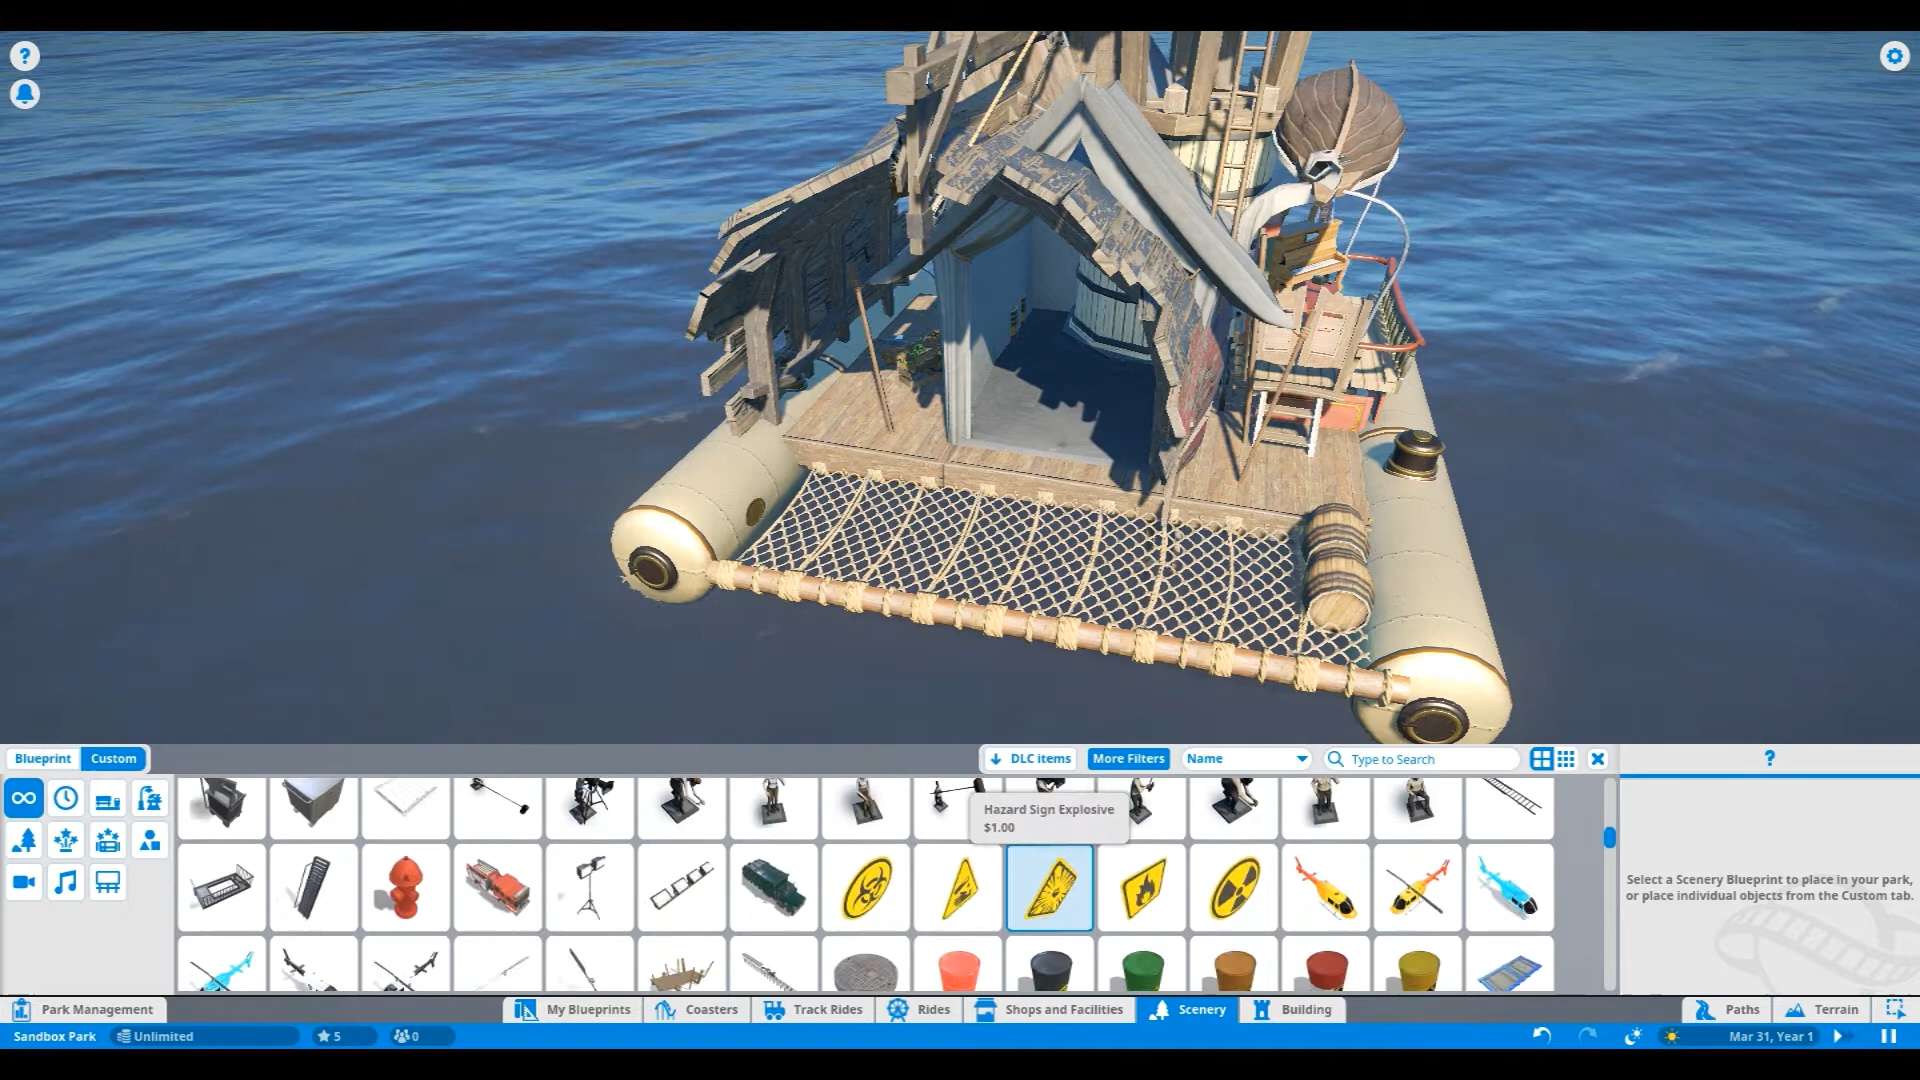 ?
Blueprint
Custom
DLC items
More Filters
Name
Type to Search
?
Hazard Sign Explosive
$1.00
Select a Scenery Blueprint to place in your park,
or place individual objects from the Custom tab.
Park Management
My Blueprints
Coasters
Track Rides
Rides
Shops and Facilities
Scenery
Building
Paths
Terrain
Sandbox Park
Unlimited
5
0
Mar 31, Year 1